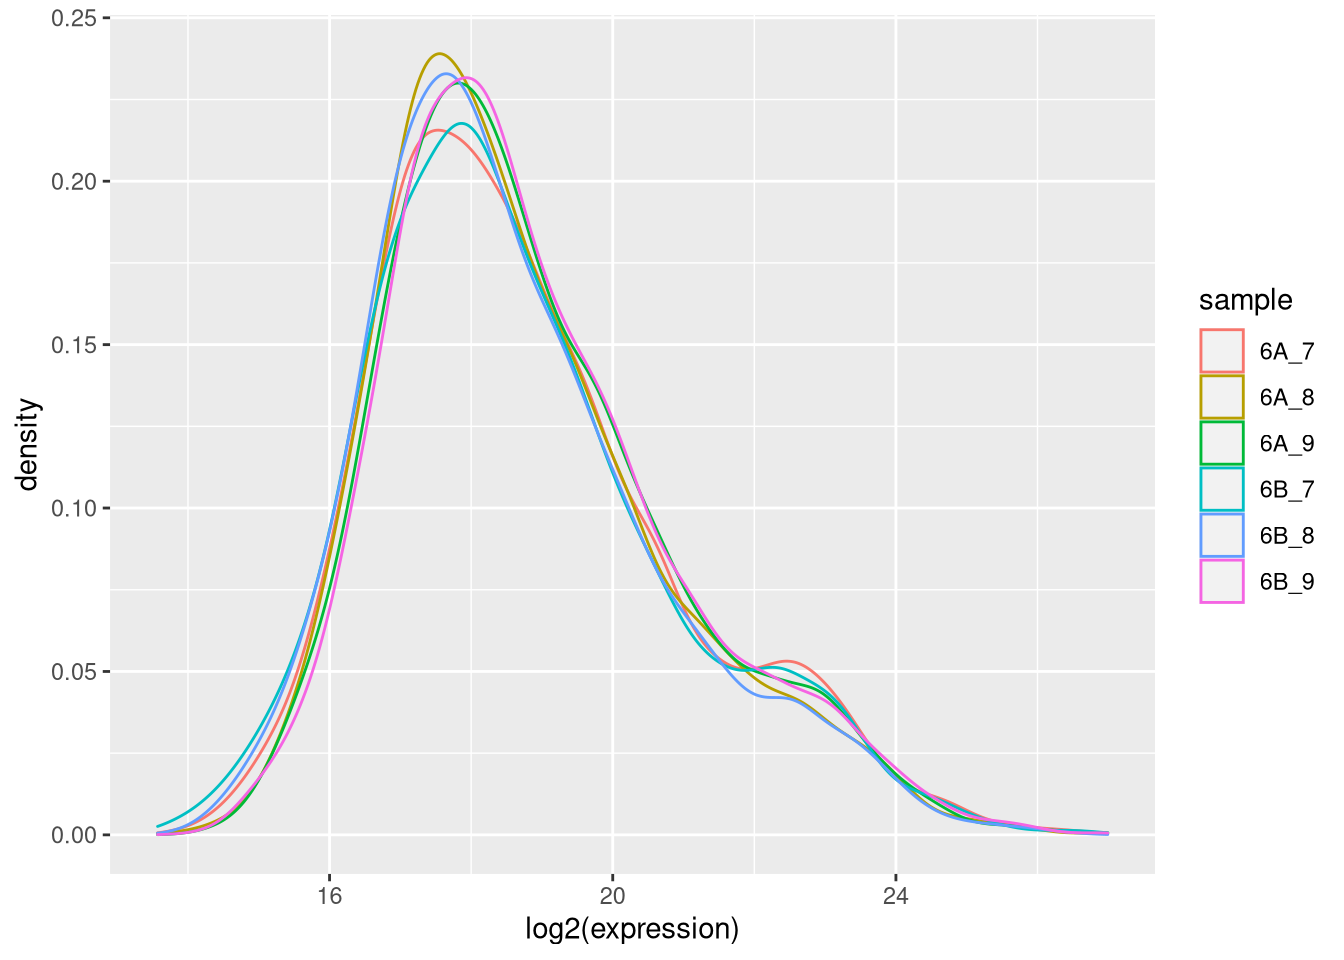 0.25
0.20
0.15
0.10
0.05
0.00
density
16
20
24
log2(expression)
sample
6A_7
6A_8
6A_9
6B_7
6B_8
6B_9